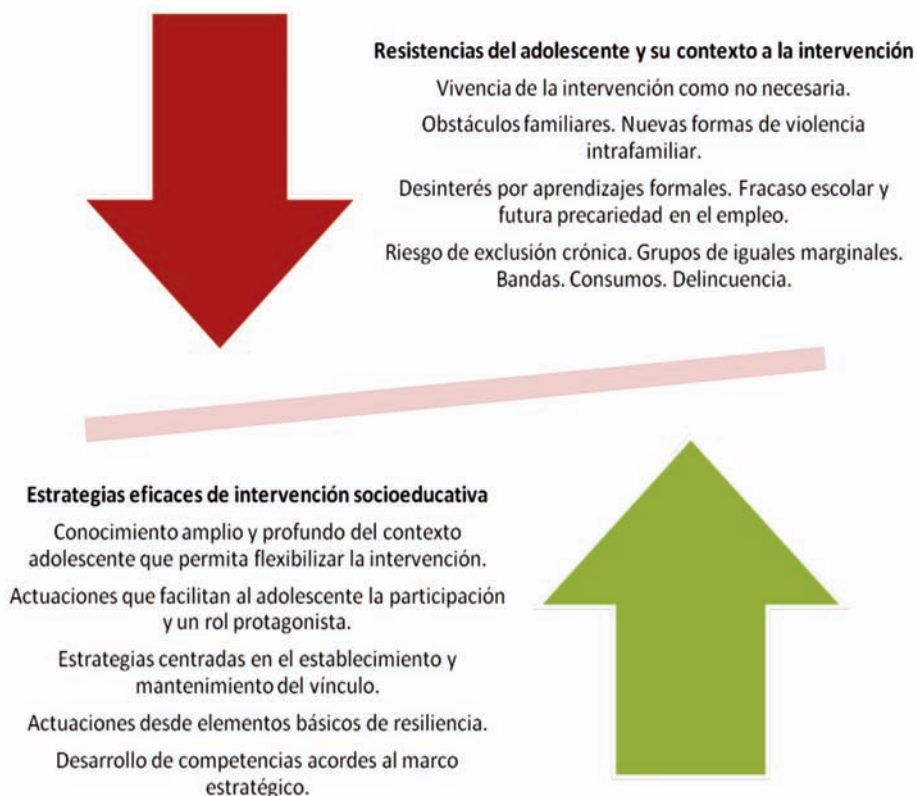 Resistencias del adolescente y su contexto a la intervención
Vivencia de la intervención como no necesaria.
Obstáculos familiares. Nuevas formas de violencia
intrafamiliar.
Desinterés por aprendizajes formales. Fracaso escolar y
futura precariedad en el empleo.
Riesgo de exclusión crónica. Grupos de iguales marginales.
Bandas. Consumos. Delincuencia.
Estrategias eficaces de intervención socioeducativa
Conocimiento amplio y profundo del contexto
adolescente que permita flexibilizar la intervención.
Actuaciones que facilitan al adolescente la participación
y un rol protagonista.
Estrategias centradas en el establecimiento y
mantenimiento del vínculo.
Actuaciones desde elementos básicos de resiliencia.
Desarrollo de competencias acordes al marco
estratégico.